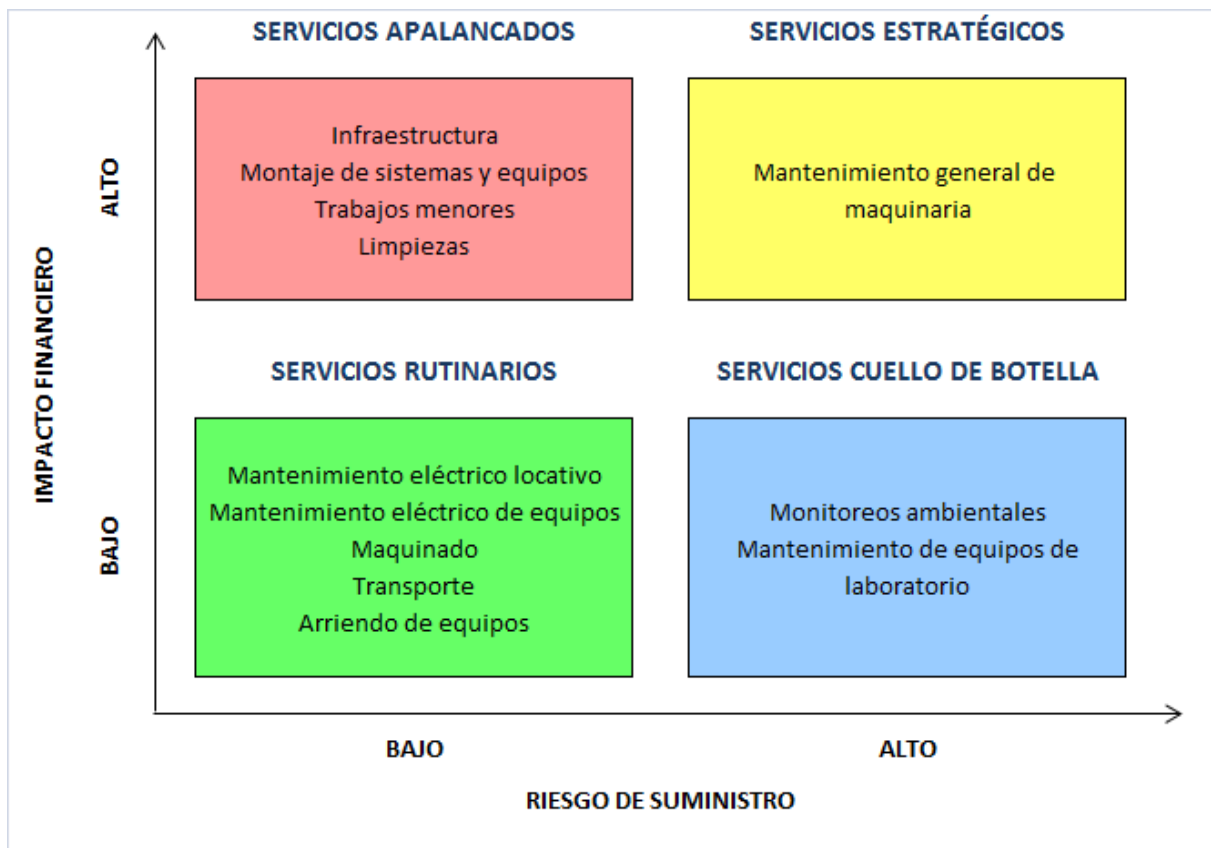 SERVICIOS APALANCADOS
SERVICIOS ESTRATÉGICOS
ALTO
Infraestructura
Montaje de sistemas y equipos
Trabajos menores
Limpiezas
Mantenimiento general de
maquinaria
IMPACTO FINANCIERO
SERVICIOS RUTINARIOS
SERVICIOS CUELLO DE BOTELLA
BAJO
Mantenimiento eléctrico locativo
Mantenimiento eléctrico de equipos
Maquinado
Transporte
Arriendo de equipos
Monitoreos ambientales
Mantenimiento de equipos de
laboratorio
BAJO
ALTO
RIESGO DE SUMINISTRO